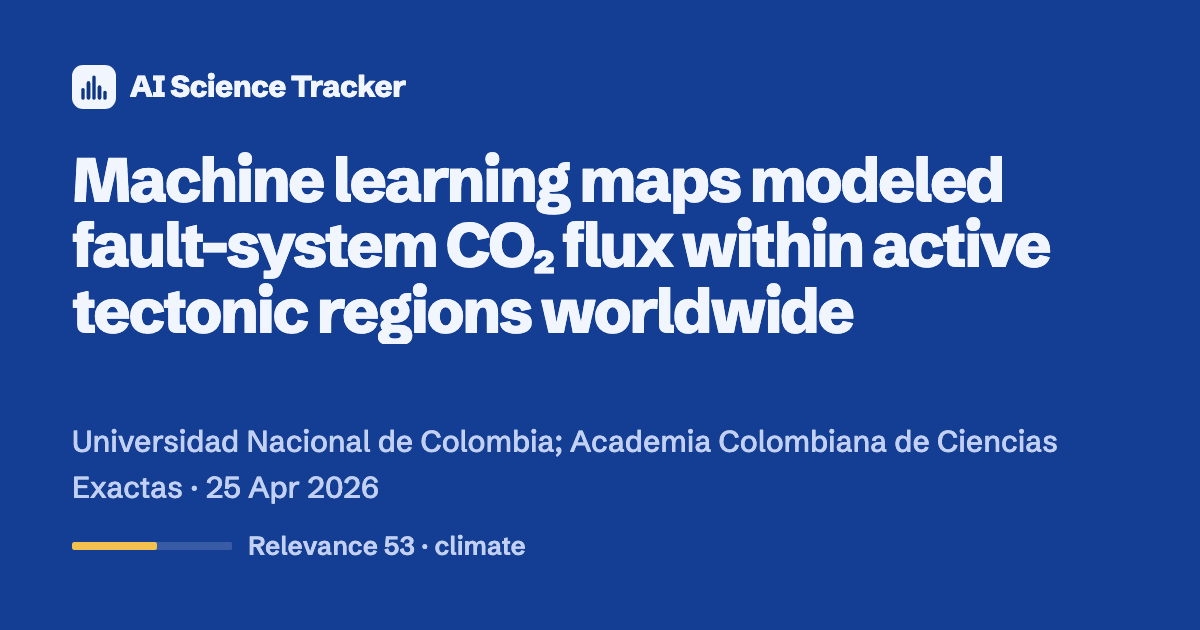 AI Science Tracker
Machine learning maps modeled
fault-system CO₂ flux within active
tectonic regions worldwide
Universidad Nacional de Colombia; Academia Colombiana de Ciencias
Exactas · 25 Apr 2026
Relevance 53 · climate